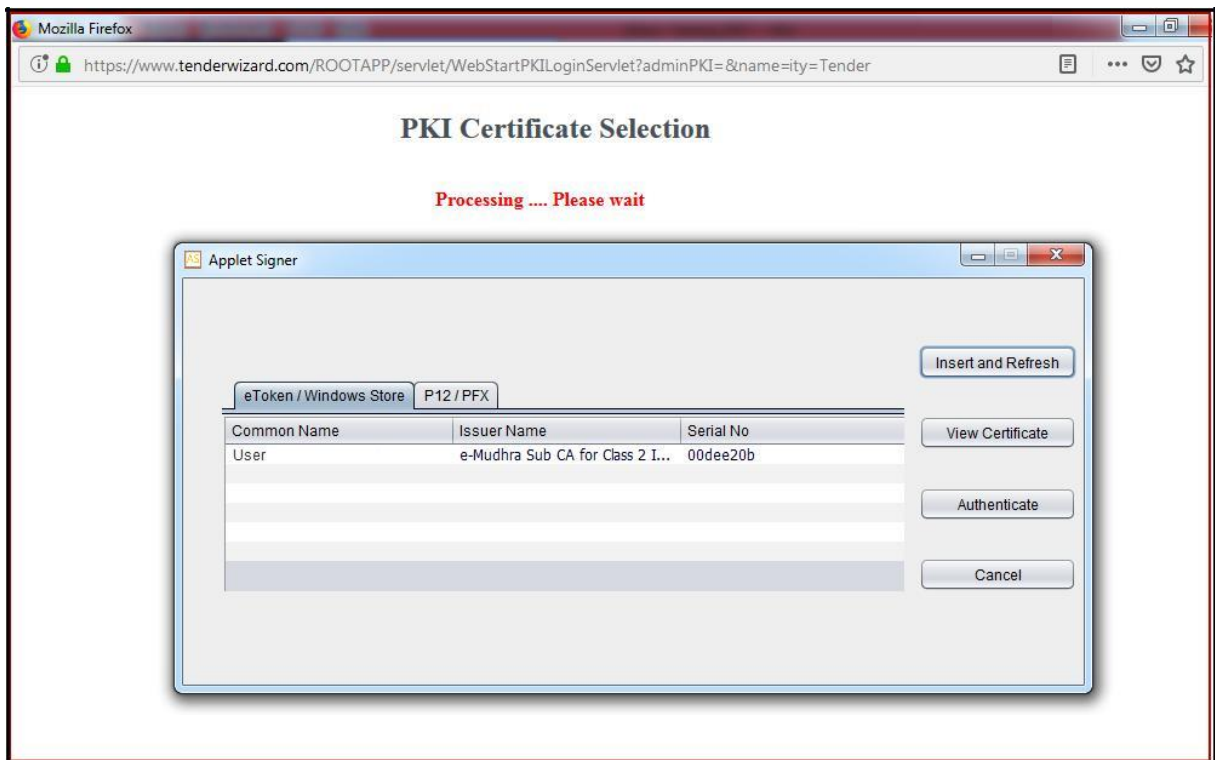 Mozilla Firefox
https://www.tenderwizard.com/ROOTAPP/servlet/WebStartPKILoginServlet?adminPKI=&name=ity=Tender
PKI Certificate Selection
Processing .... Please wait
AS Applet Signer
Insert and Refresh
eToken / Windows Store P12 / PFX
Common Name Issuer Name Serial No
View Certificate
User e-Mudhra Sub CA for Class 2 I... 00dee20b
Authenticate
Cancel